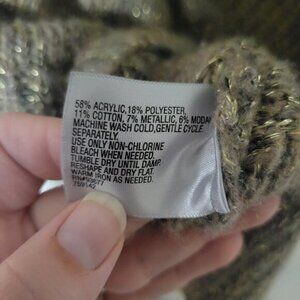 58% ACRYLIC, 18% POLYESTER,
11% COTTON, 7% METALLIC, 6% MODAL
MACHINE WASH COLD, GENTLE CYCLE
SEPARATELY.
USE ONLY NON-CHLORINE
BLEACH WHEN NEEDED.
TUMBLE DRY UNTIL DAMP.
RESHAPE AND DRY FLAT.
WARM IRON AS NEEDED.